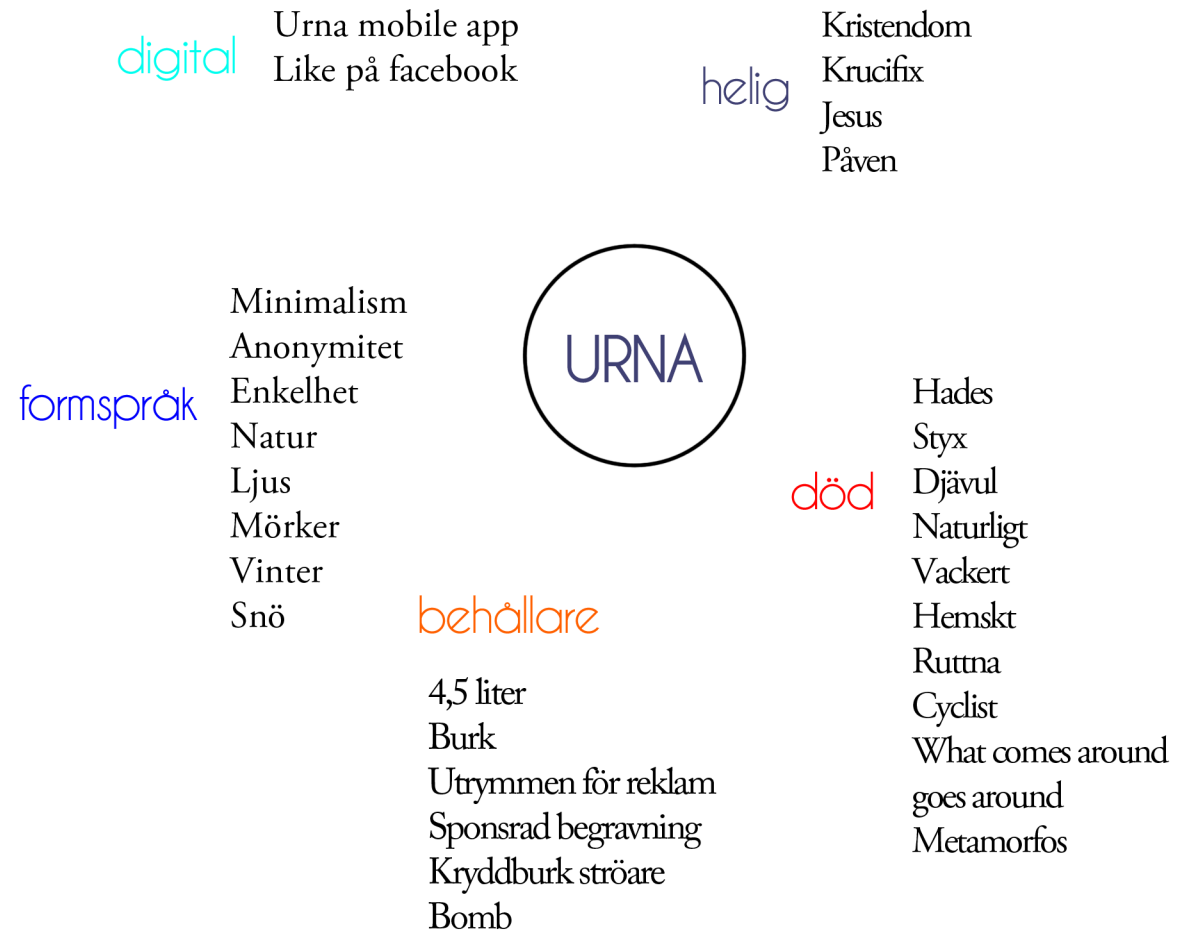 digital
Urna mobile app
Like på facebook
helig
Kristendom
Krucifix
Jesus
Påven
URNA
formspråk
Minimalism
Anonymitet
Enkelhet
Natur
Ljus
Mörker
Vinter
Snö
död
Hades
Styx
Djävul
Naturligt
Vackert
Hemskt
Ruttna
Cyclist
What comes around
goes around
Metamorfos
behållare
4,5 liter
Burk
Utrymmen för reklam
Sponsrad begravning
Kryddburk ströare
Bomb